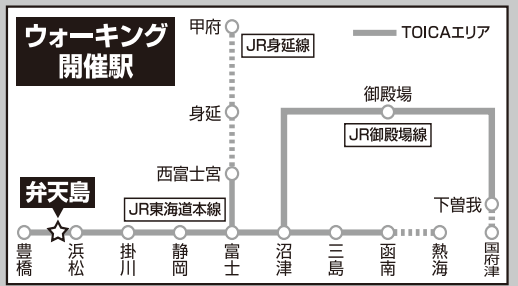 ウォーキング
開催駅
甲府
JR身延線
TOICAエリア
身延
御殿場
JR御殿場線
西富士宮
弁天島
JR東海道本線
下曽我
豊橋
浜松
掛川
静岡
富士
沼津
三島
函南
熱海
国府津